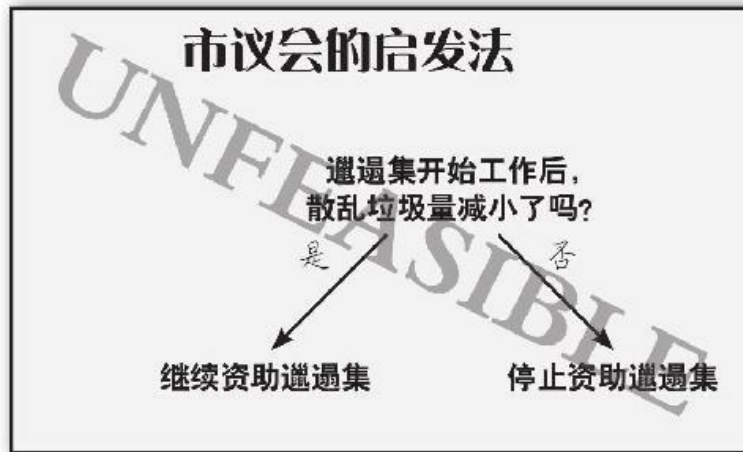 市议会的启发法
UNFEASIBLE
邋遢集开始工作后，
散乱垃圾量减小了吗？
是
否
继续资助邋遢集
停止资助邋遢集